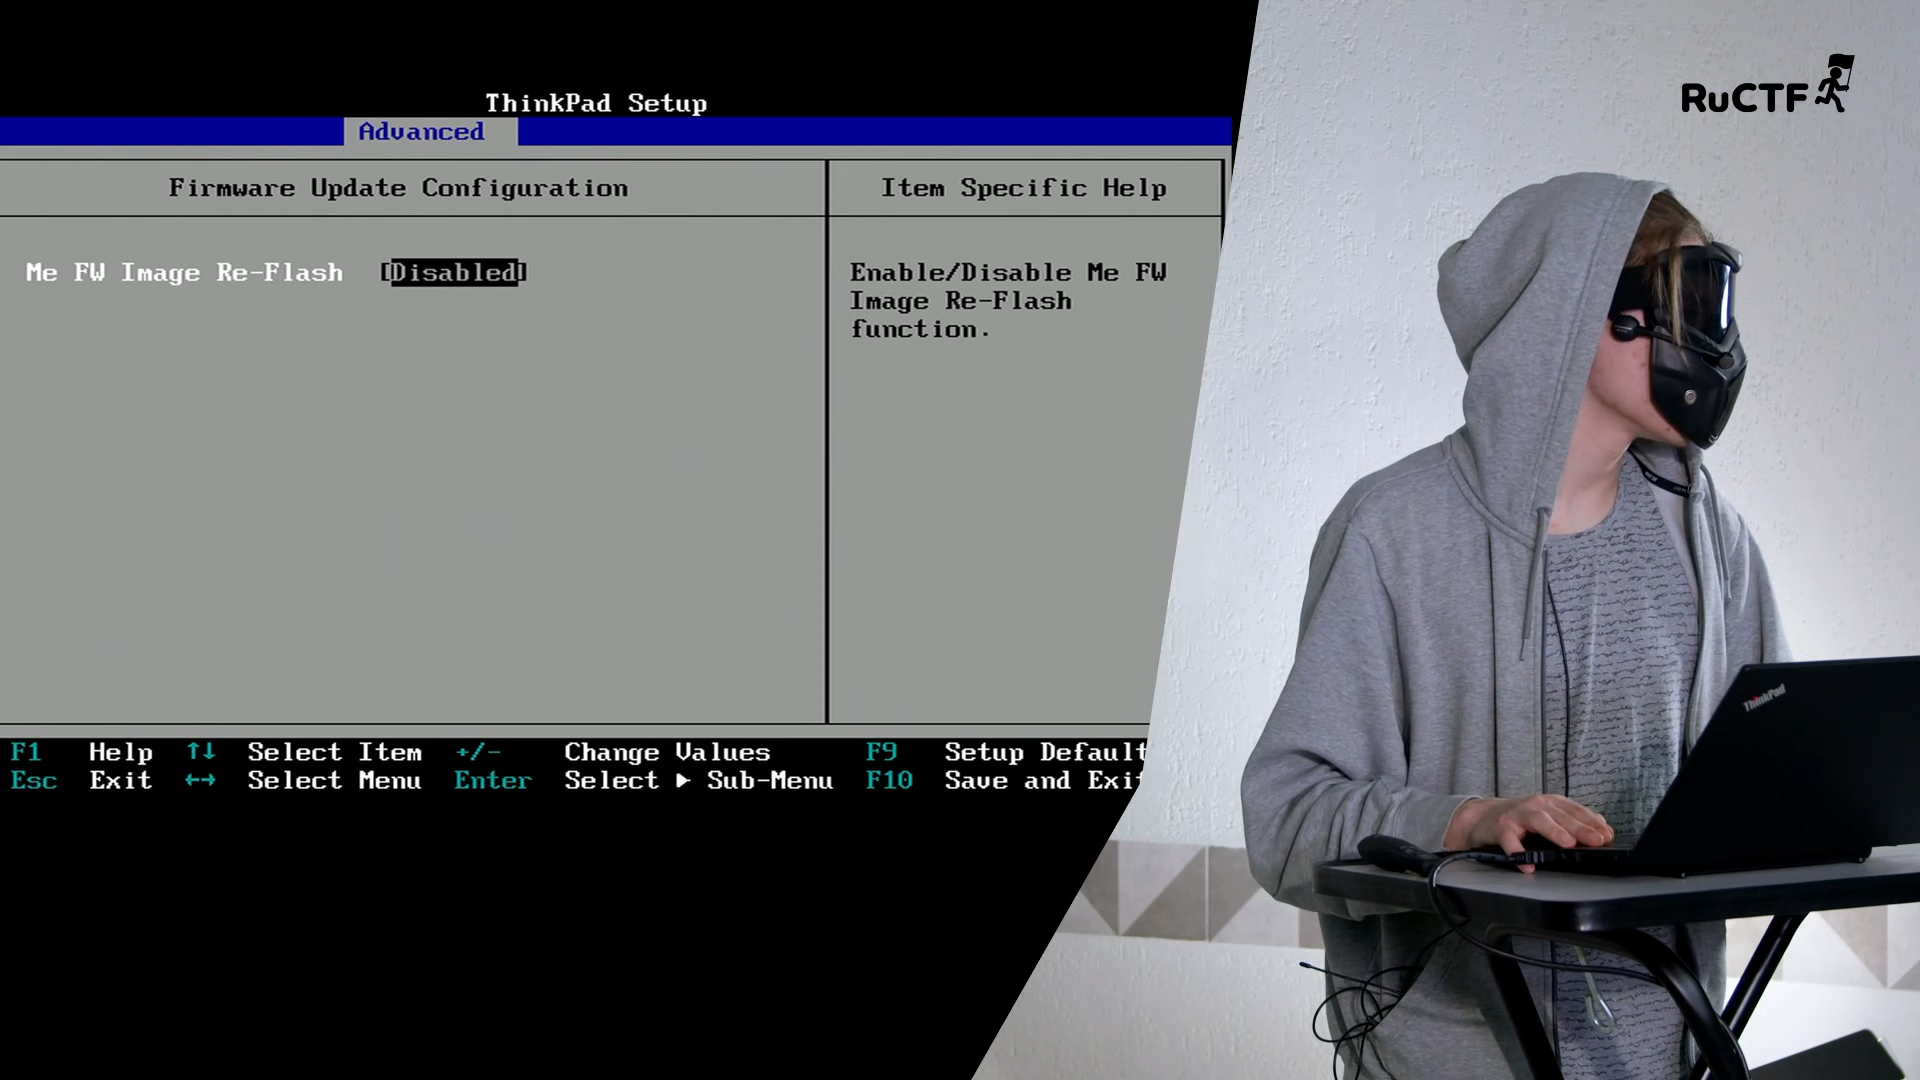 ThinkPad Setup
Advanced
Firmware Update Configuration
Item Specific Help
Me FW Image Re-Flash [Disabled]
Enable/Disable Me FW
Image Re-Flash
function.
F1 Help ↑↓ Select Item +/- Change Values F9 Setup Default
Esc Exit ←→ Select Menu Enter Select ▶ Sub-Menu F10 Save and Exit
RuCTF
ThinkPad